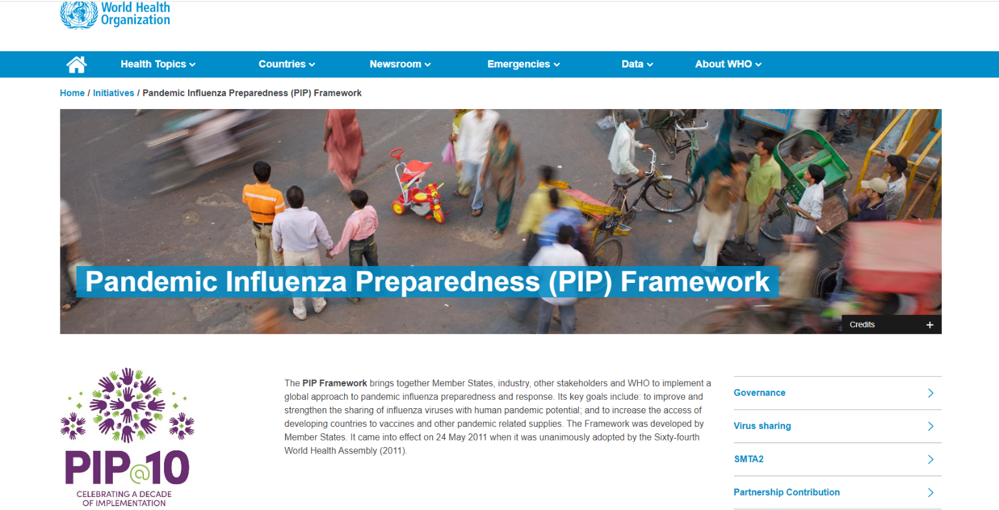 World Health
Organization
Health Topics
Countries
Newsroom
Emergencies
Data
About WHO
Home / Initiatives / Pandemic Influenza Preparedness (PIP) Framework
Pandemic Influenza Preparedness (PIP) Framework
Credits +
The PIP Framework brings together Member States, industry, other stakeholders and WHO to implement a
global approach to pandemic influenza preparedness and response. Its key goals include: to improve and
strengthen the sharing of influenza viruses with human pandemic potential; and to increase the access of
developing countries to vaccines and other pandemic related supplies. The Framework was developed by
Member States. It came into effect on 24 May 2011 when it was unanimously adopted by the Sixty-fourth
World Health Assembly (2011).
PIP@10
CELEBRATING A DECADE
OF IMPLEMENTATION
Governance
Virus sharing
SMTA2
Partnership Contribution